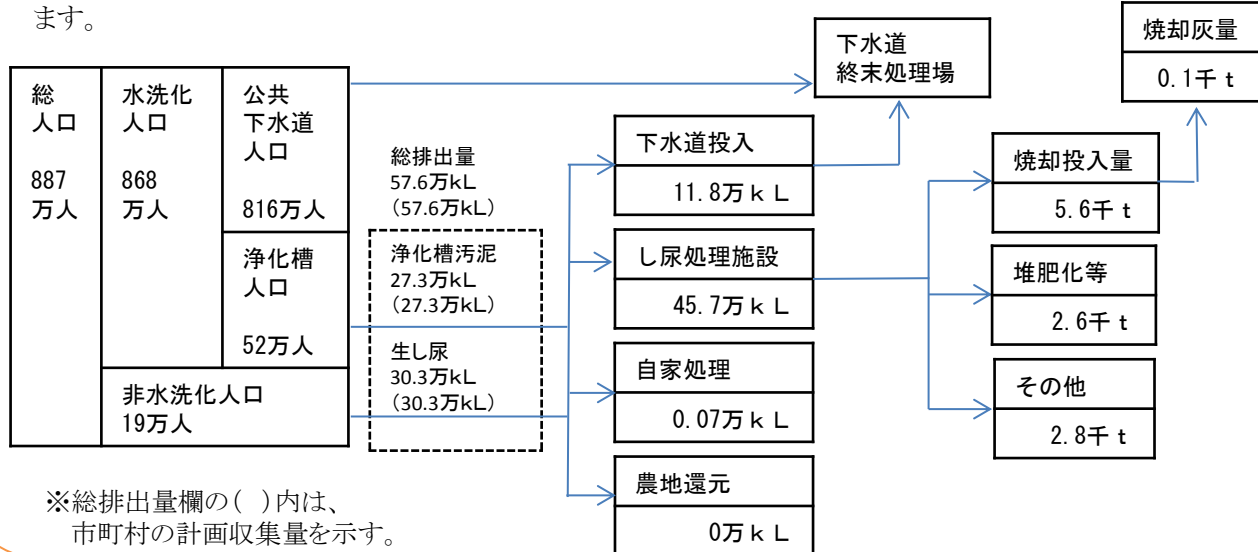 ます。
総
人口
887
万人
水洗化
人口
868
万人
公共
下水道
人口
816万人
浄化槽
人口
52万人
非水洗化人口
19万人
総排出量
57.6万kL
(57.6万kL)
浄化槽汚泥
27.3万kL
(27.3万kL)
生し尿
30.3万kL
(30.3万kL)
下水道
終末処理場
下水道投入
11.8万ｋＬ
し尿処理施設
45.7万ｋＬ
自家処理
0.07万ｋＬ
農地還元
0万ｋＬ
焼却灰量
0.1千ｔ
焼却投入量
5.6千ｔ
堆肥化等
2.6千ｔ
その他
2.8千ｔ
※総排出量欄の( )内は、
市町村の計画収集量を示す。